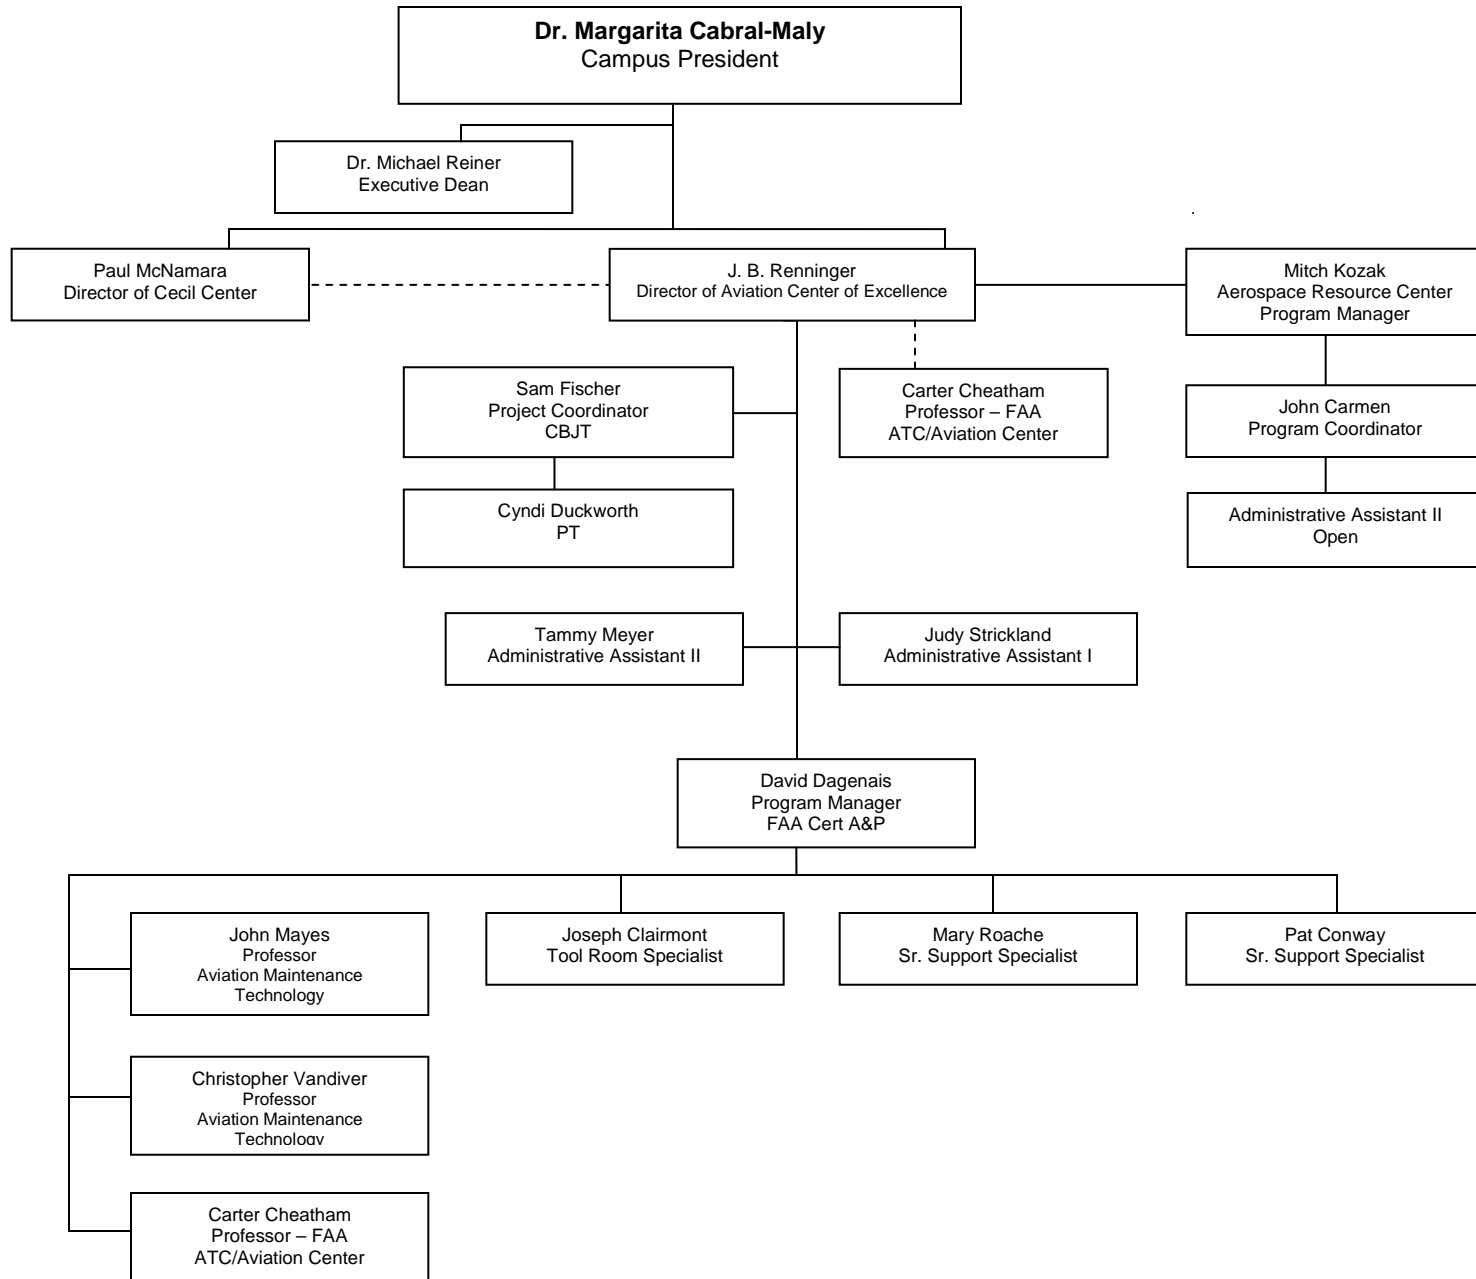 Dr. Margarita Cabral-Maly
Campus President
Dr. Michael Reiner
Executive Dean
Paul McNamara
Director of Cecil Center
J. B. Renninger
Director of Aviation Center of Excellence
Mitch Kozak
Aerospace Resource Center
Program Manager
Sam Fischer
Project Coordinator
CBJT
Carter Cheatham
Professor – FAA
ATC/Aviation Center
John Carmen
Program Coordinator
Cyndi Duckworth
PT
Administrative Assistant II
Open
Tammy Meyer
Administrative Assistant II
Judy Strickland
Administrative Assistant I
David Dagenais
Program Manager
FAA Cert A&P
John Mayes
Professor
Aviation Maintenance
Technology
Joseph Clairmont
Tool Room Specialist
Mary Roache
Sr. Support Specialist
Pat Conway
Sr. Support Specialist
Christopher Vandiver
Professor
Aviation Maintenance
Technology
Carter Cheatham
Professor – FAA
ATC/Aviation Center